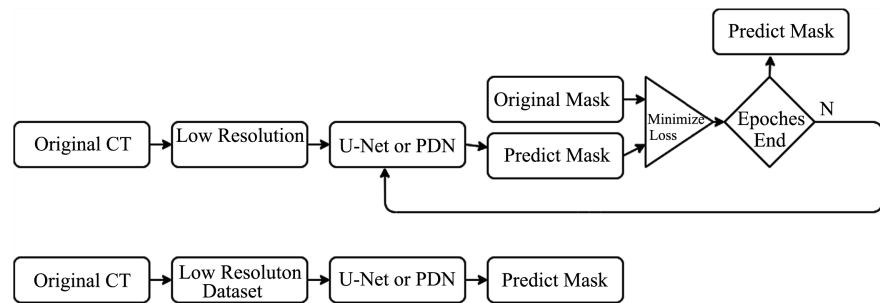 Predict Mask
Original Mask
Minimize
Loss
Epoches
End
N
Original CT
Low Resolution
U-Net or PDN
Predict Mask
Original CT
Low Resoluton
Dataset
U-Net or PDN
Predict Mask